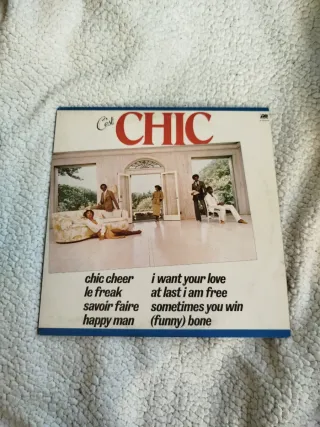 C'est
CHIC
chic cheer
le freak
savoir faire
happy man
i want your love
at last i am free
sometimes you win
(funny) bone